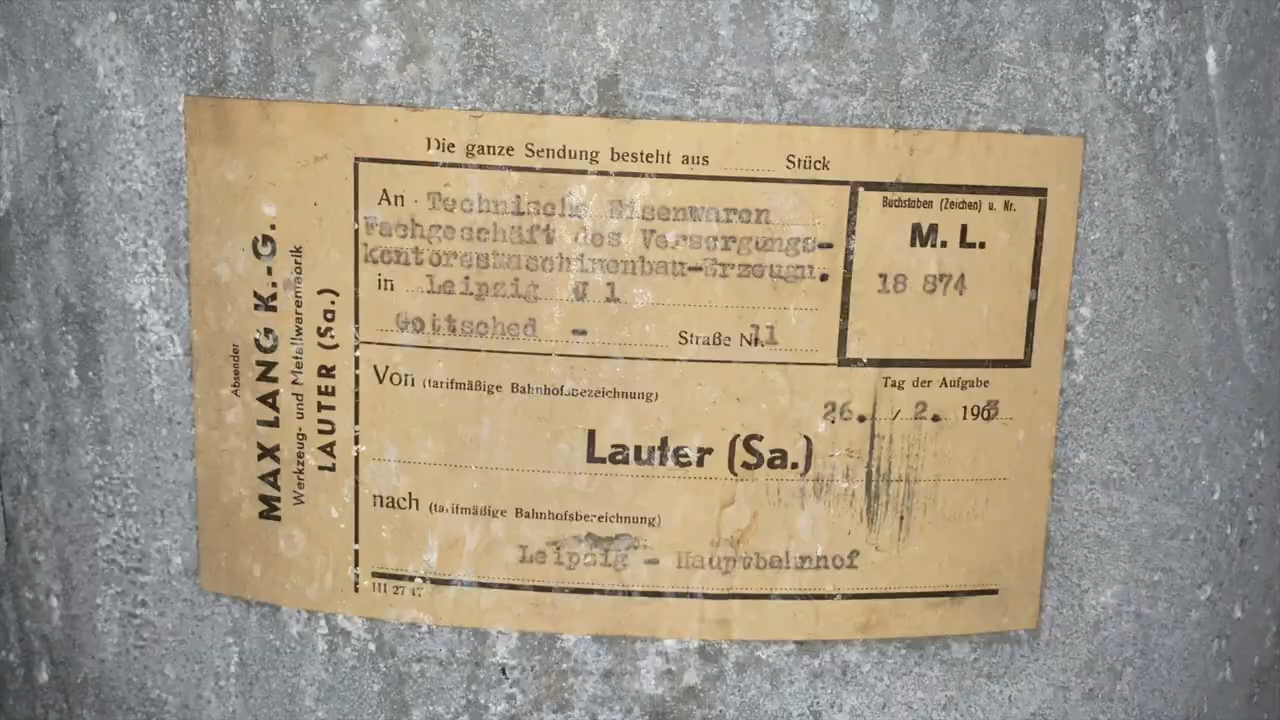 Absender
MAX LANG K.-G.
Werkzeug- und Metallwarenfabrik
LAUTER (Sa.)
Die ganze Sendung besteht aus ........ Stück
An Technische Eisenwaren
Fachgeschäft des Versorgungs-
kontores Maschinenbau-Erzeugn.
in Leipzig 1
Gottsched - Straße Nr. 11
Buchstaben (Zeichen) u. Nr.
M. L.
18 874
Von (tarifmäßige Bahnhofsbezeichnung)
Tag der Aufgabe
26. / 2. 1963
Lauter (Sa.)
nach (tarifmäßige Bahnhofsbezeichnung)
Leipzig - Hauptbahnhof
III 27 17